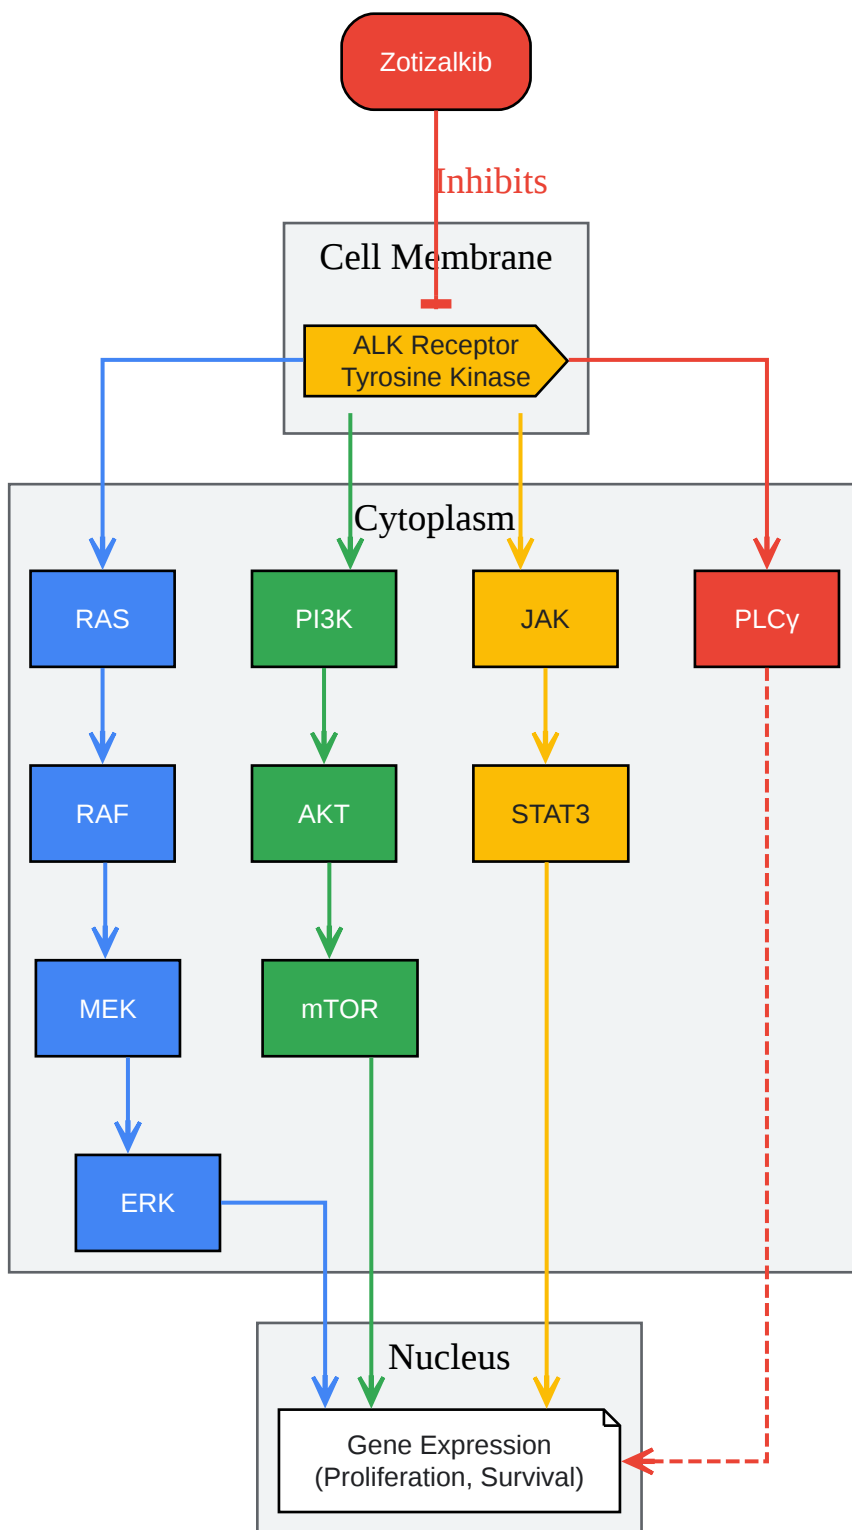 Zotizalkib
Inhibits
Cell Membrane
ALK Receptor
Tyrosine Kinase
Cytoplasm
RAS
PI3K
JAK
PLCγ
RAF
AKT
STAT3
MEK
mTOR
ERK
Nucleus
Gene Expression
(Proliferation, Survival)